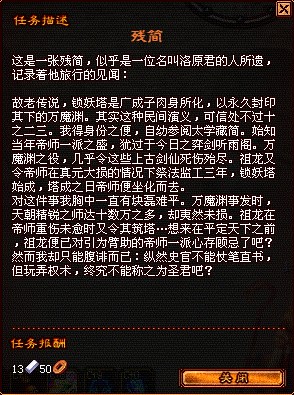 任务描述
残简
这是一张残简，似乎是一位名叫洛原君的人所遗，
记录著他旅行的见闻：
故老传说，锁妖塔是广成子肉身所化，以永久封印
其下的万魔渊。其实这种民间演义，可信处不过十
之二三。我得身份之便，自幼参阅太学藏简。始知
当年帝师一派之盛，犹过于今日之弈剑听雨阁。万
魔渊之役，几乎令这些上古剑仙死伤殆尽。祖龙又
令帝师在真元大损的情况下祭法监工三年，锁妖塔
始成，塔成之日帝师便坐化而去。
对这件事我胸中一直有块磊难平。万魔渊事发时，
天朝精锐之师达十数万之多，却夷然未损。祖龙在
帝师重伤未愈时又令其筑塔…想来在平定天下之前
，祖龙便已对引为臂助的帝师一派心存顾忌了吧？
然而我却只能腹诽而已：纵然史官不能仗笔直书，
但玩弄权术，终究不能称之为圣君吧？
任务报酬
13 50
关闭